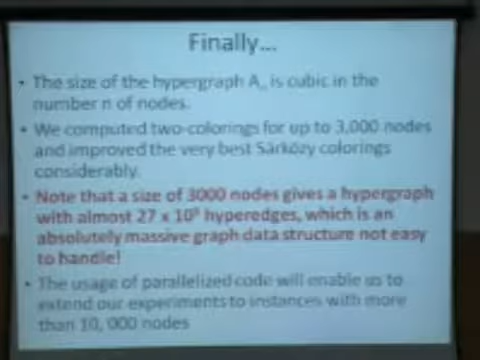 Finally...
• The size of the hypergraph Aₙ is cubic in the
number n of nodes.
• We computed two-colorings for up to 3,000 nodes
and improved the very best Sárközy colorings
considerably.
• Note that a size of 3000 nodes gives a hypergraph
with almost 27 x 10⁹ hyperedges, which is an
absolutely massive graph data structure not easy
to handle!
• The usage of parallelized code will enable us to
extend our experiments to instances with more
than 10, 000 nodes